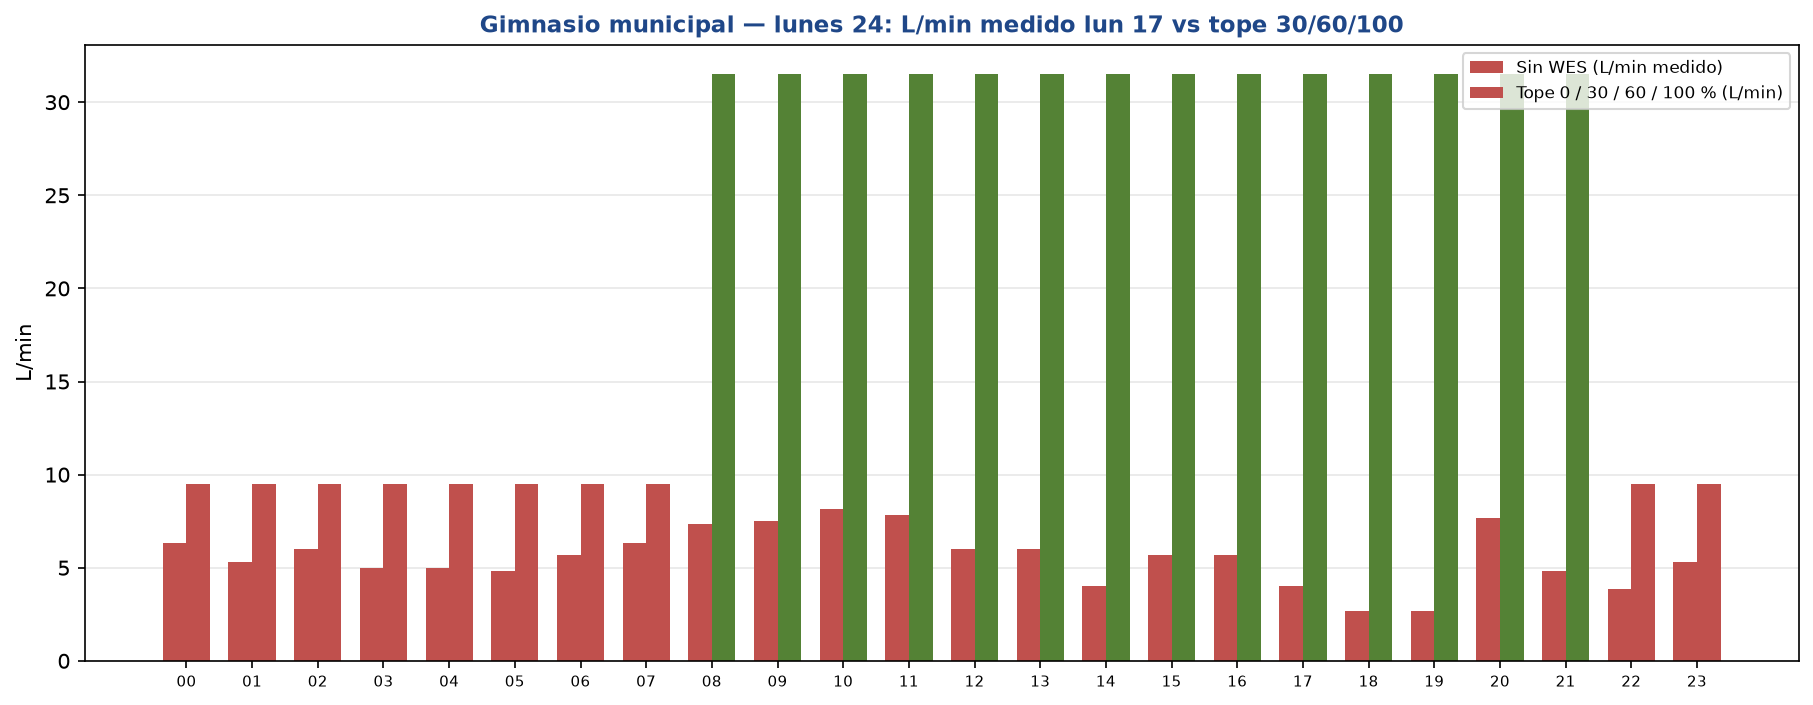 Gimnasio municipal — lunes 24: L/min medido lun 17 vs tope 30/60/100
Sin WES (L/min medido)
Tope 0 / 30 / 60 / 100 % (L/min)
L/min
30
25
20
15
10
5
0
00 01 02 03 04 05 06 07 08 09 10 11 12 13 14 15 16 17 18 19 20 21 22 23